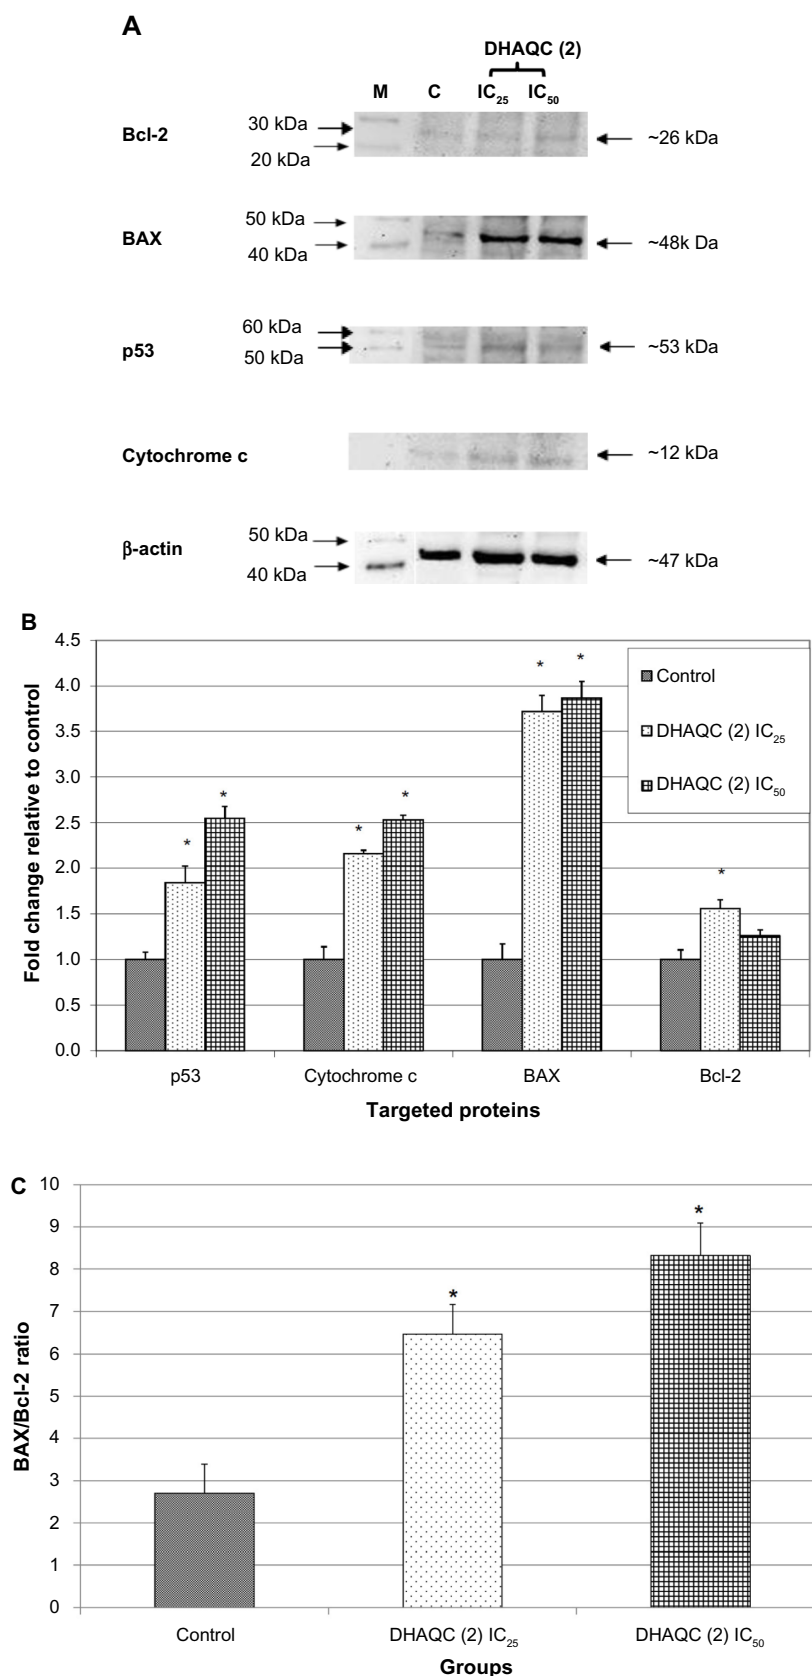 A
DHAQC (2)
M C IC25 IC50
Bcl-2
30 kDa
20 kDa
~26 kDa
BAX
50 kDa
40 kDa
~48k Da
p53
60 kDa
50 kDa
~53 kDa
Cytochrome c
~12 kDa
β-actin
50 kDa
40 kDa
~47 kDa
B
Fold change relative to control
4.5
4.0
3.5
3.0
2.5
2.0
1.5
1.0
0.5
0.0
* * * * * * *
Control
DHAQC (2) IC25
DHAQC (2) IC50
p53 Cytochrome c BAX Bcl-2
Targeted proteins
C
BAX/Bcl-2 ratio
10
9
8
7
6
5
4
3
2
1
0
* *
Control DHAQC (2) IC25 DHAQC (2) IC50
Groups